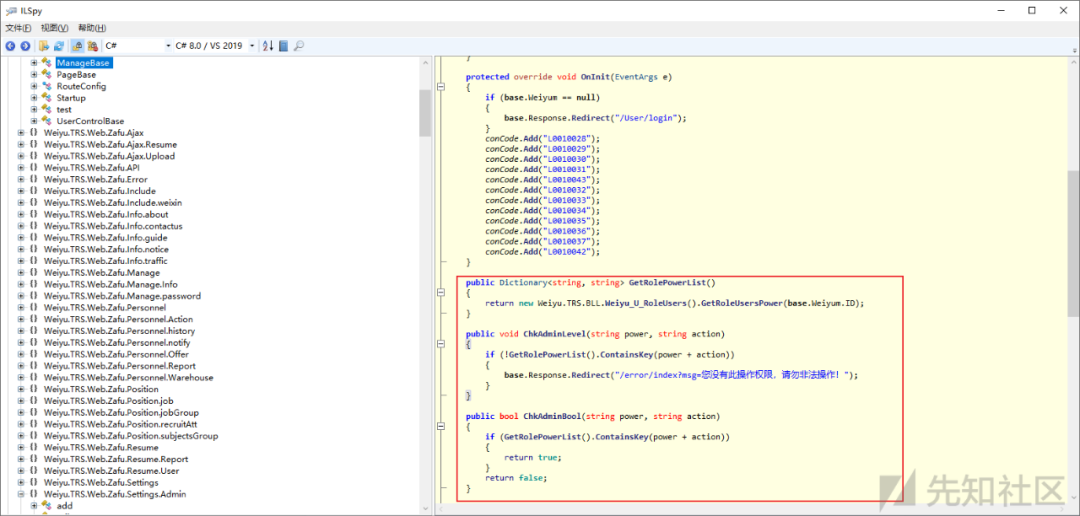 ILSpy
文件(F) 视图(V) 帮助(H)
C# C# 8.0 / VS 2019
ManageBase
PageBase
RouteConfig
Startup
test
UserControlBase
Weiyu.TRS.Web.Zafu.Ajax
Weiyu.TRS.Web.Zafu.Ajax.Resume
Weiyu.TRS.Web.Zafu.Ajax.Upload
Weiyu.TRS.Web.Zafu.API
Weiyu.TRS.Web.Zafu.Error
Weiyu.TRS.Web.Zafu.Include
Weiyu.TRS.Web.Zafu.Include.weixin
Weiyu.TRS.Web.Zafu.Info.about
Weiyu.TRS.Web.Zafu.Info.contactus
Weiyu.TRS.Web.Zafu.Info.guide
Weiyu.TRS.Web.Zafu.Info.notice
Weiyu.TRS.Web.Zafu.Info.traffic
Weiyu.TRS.Web.Zafu.Manage
Weiyu.TRS.Web.Zafu.Manage.Info
Weiyu.TRS.Web.Zafu.Manage.password
Weiyu.TRS.Web.Zafu.Personnel
Weiyu.TRS.Web.Zafu.Personnel.Action
Weiyu.TRS.Web.Zafu.Personnel.history
Weiyu.TRS.Web.Zafu.Personnel.notify
Weiyu.TRS.Web.Zafu.Personnel.Offer
Weiyu.TRS.Web.Zafu.Personnel.Report
Weiyu.TRS.Web.Zafu.Personnel.Warehouse
Weiyu.TRS.Web.Zafu.Position
Weiyu.TRS.Web.Zafu.Position.job
Weiyu.TRS.Web.Zafu.Position.jobGroup
Weiyu.TRS.Web.Zafu.Position.recruitAtt
Weiyu.TRS.Web.Zafu.Position.subjectsGroup
Weiyu.TRS.Web.Zafu.Resume
Weiyu.TRS.Web.Zafu.Resume.Report
Weiyu.TRS.Web.Zafu.Resume.User
Weiyu.TRS.Web.Zafu.Settings
Weiyu.TRS.Web.Zafu.Settings.Admin
add
}
protected override void OnInit(EventArgs e)
{
if (base.Weiyum == null)
{
base.Response.Redirect("/User/login");
}
conCode.Add("L0010028");
conCode.Add("L0010029");
conCode.Add("L0010030");
conCode.Add("L0010031");
conCode.Add("L0010043");
conCode.Add("L0010032");
conCode.Add("L0010033");
conCode.Add("L0010034");
conCode.Add("L0010035");
conCode.Add("L0010036");
conCode.Add("L0010037");
conCode.Add("L0010042");
}
public Dictionary<string, string> GetRolePowerList()
{
return new Weiyu.TRS.BLL.Weiyu_U_RoleUsers().GetRoleUsersPower(base.Weiyum.ID);
}
public void ChkAdminLevel(string power, string action)
{
if (!GetRolePowerList().ContainsKey(power + action))
{
base.Response.Redirect("/error/index?msg=您没有此操作权限，请勿非法操作！");
}
}
public bool ChkAdminBool(string power, string action)
{
if (GetRolePowerList().ContainsKey(power + action))
{
return true;
}
return false;
}
先知社区